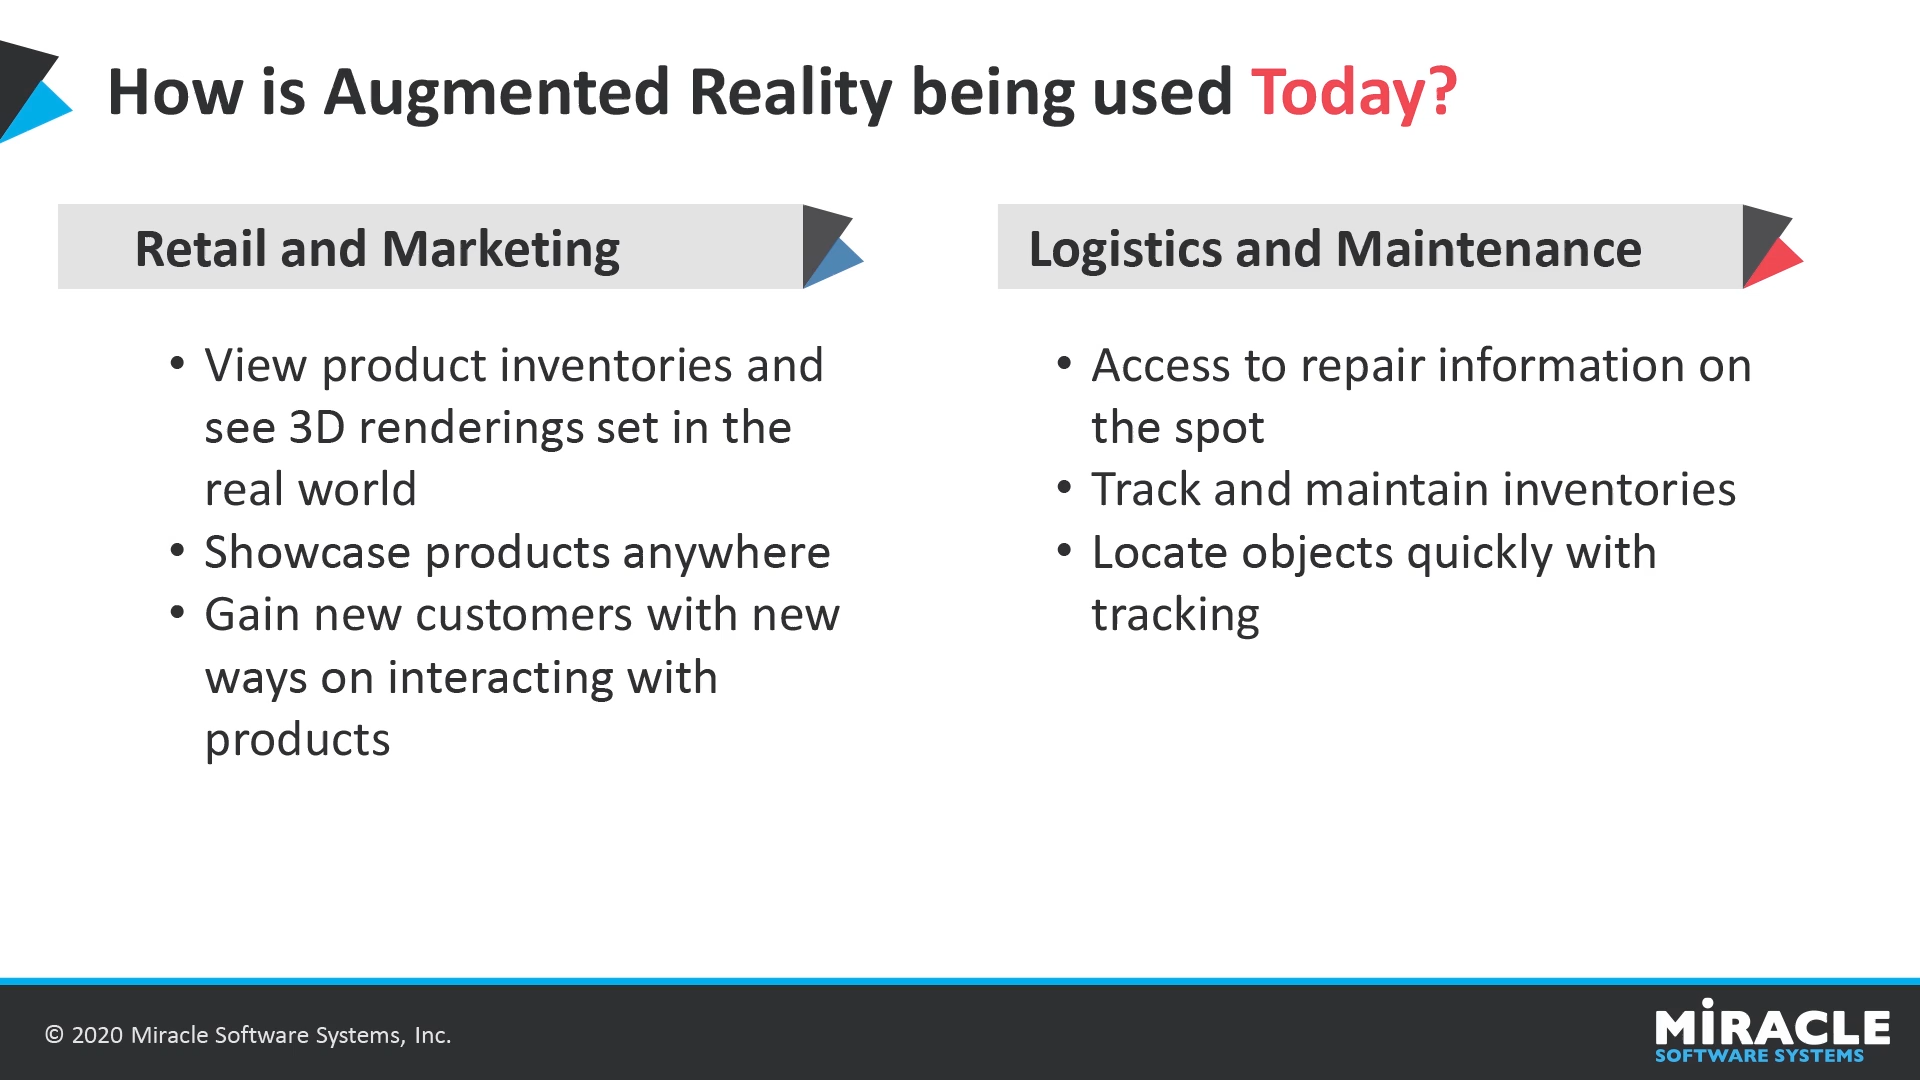 How is Augmented Reality being used Today?
Retail and Marketing
• View product inventories and
see 3D renderings set in the
real world
• Showcase products anywhere
• Gain new customers with new
ways on interacting with
products
Logistics and Maintenance
• Access to repair information on
the spot
• Track and maintain inventories
• Locate objects quickly with
tracking
© 2020 Miracle Software Systems, Inc.
MiRACLE
SOFTWARE SYSTEMS